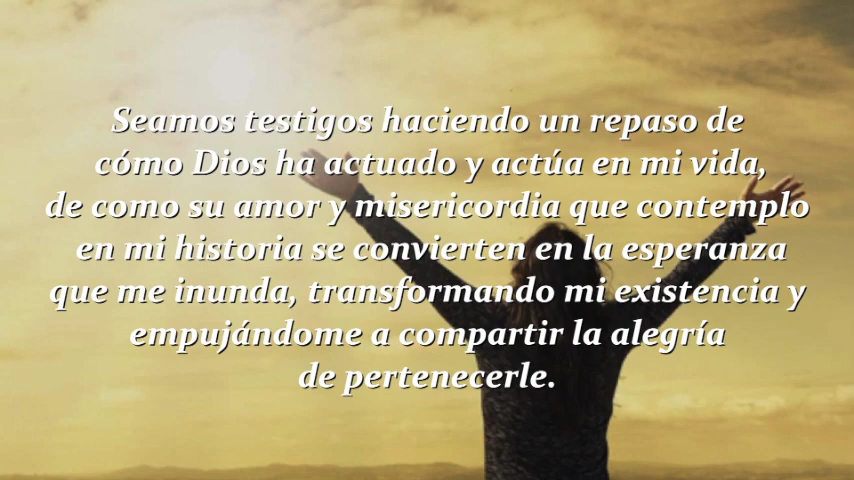 Seamos testigos haciendo un repaso de
cómo Dios ha actuado y actúa en mi vida,
de como su amor y misericordia que contemplo
en mi historia se convierten en la esperanza
que me inunda, transformando mi existencia y
empujándome a compartir la alegría
de pertenecerle.